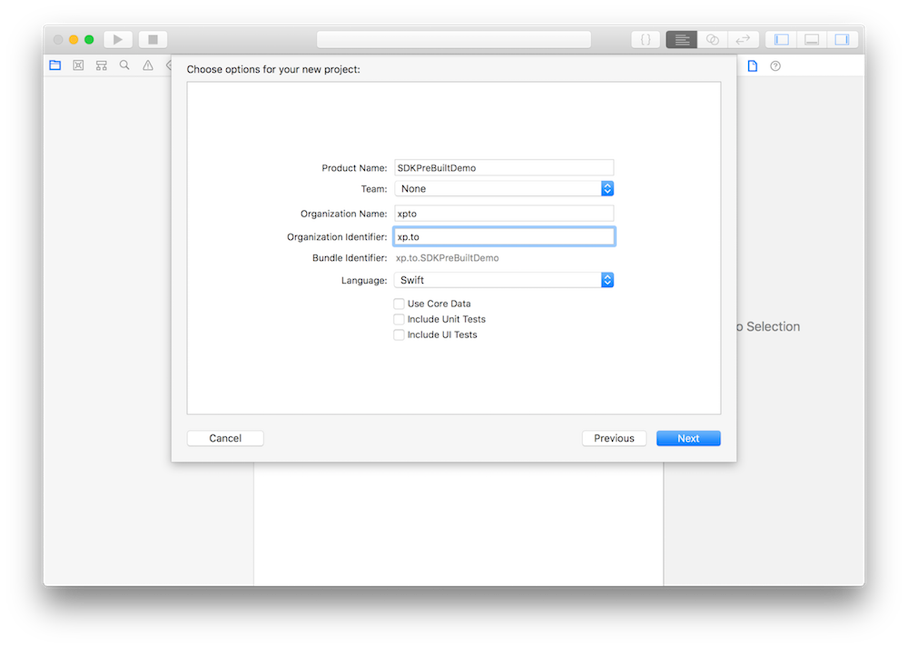 Choose options for your new project:
Product Name: SDKPreBuiltDemo
Team: None
Organization Name: xpto
Organization Identifier: xp.to
Bundle Identifier: xp.to.SDKPreBuiltDemo
Language: Swift
Use Core Data
Include Unit Tests
Include UI Tests
o Selection
Cancel Previous Next